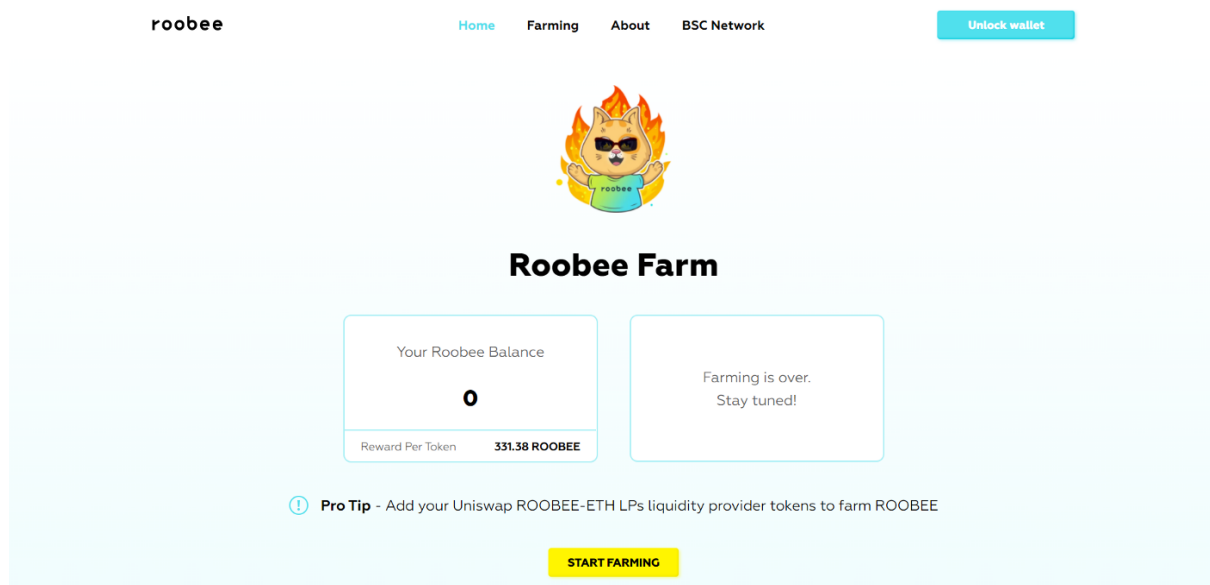 roobee
Home Farming About BSC Network
Unlock wallet
roobee
Roobee Farm
Your Roobee Balance
0
Reward Per Token 331.38 ROOBEE
Farming is over.
Stay tuned!
! Pro Tip - Add your Uniswap ROOBEE-ETH LPs liquidity provider tokens to farm ROOBEE
START FARMING